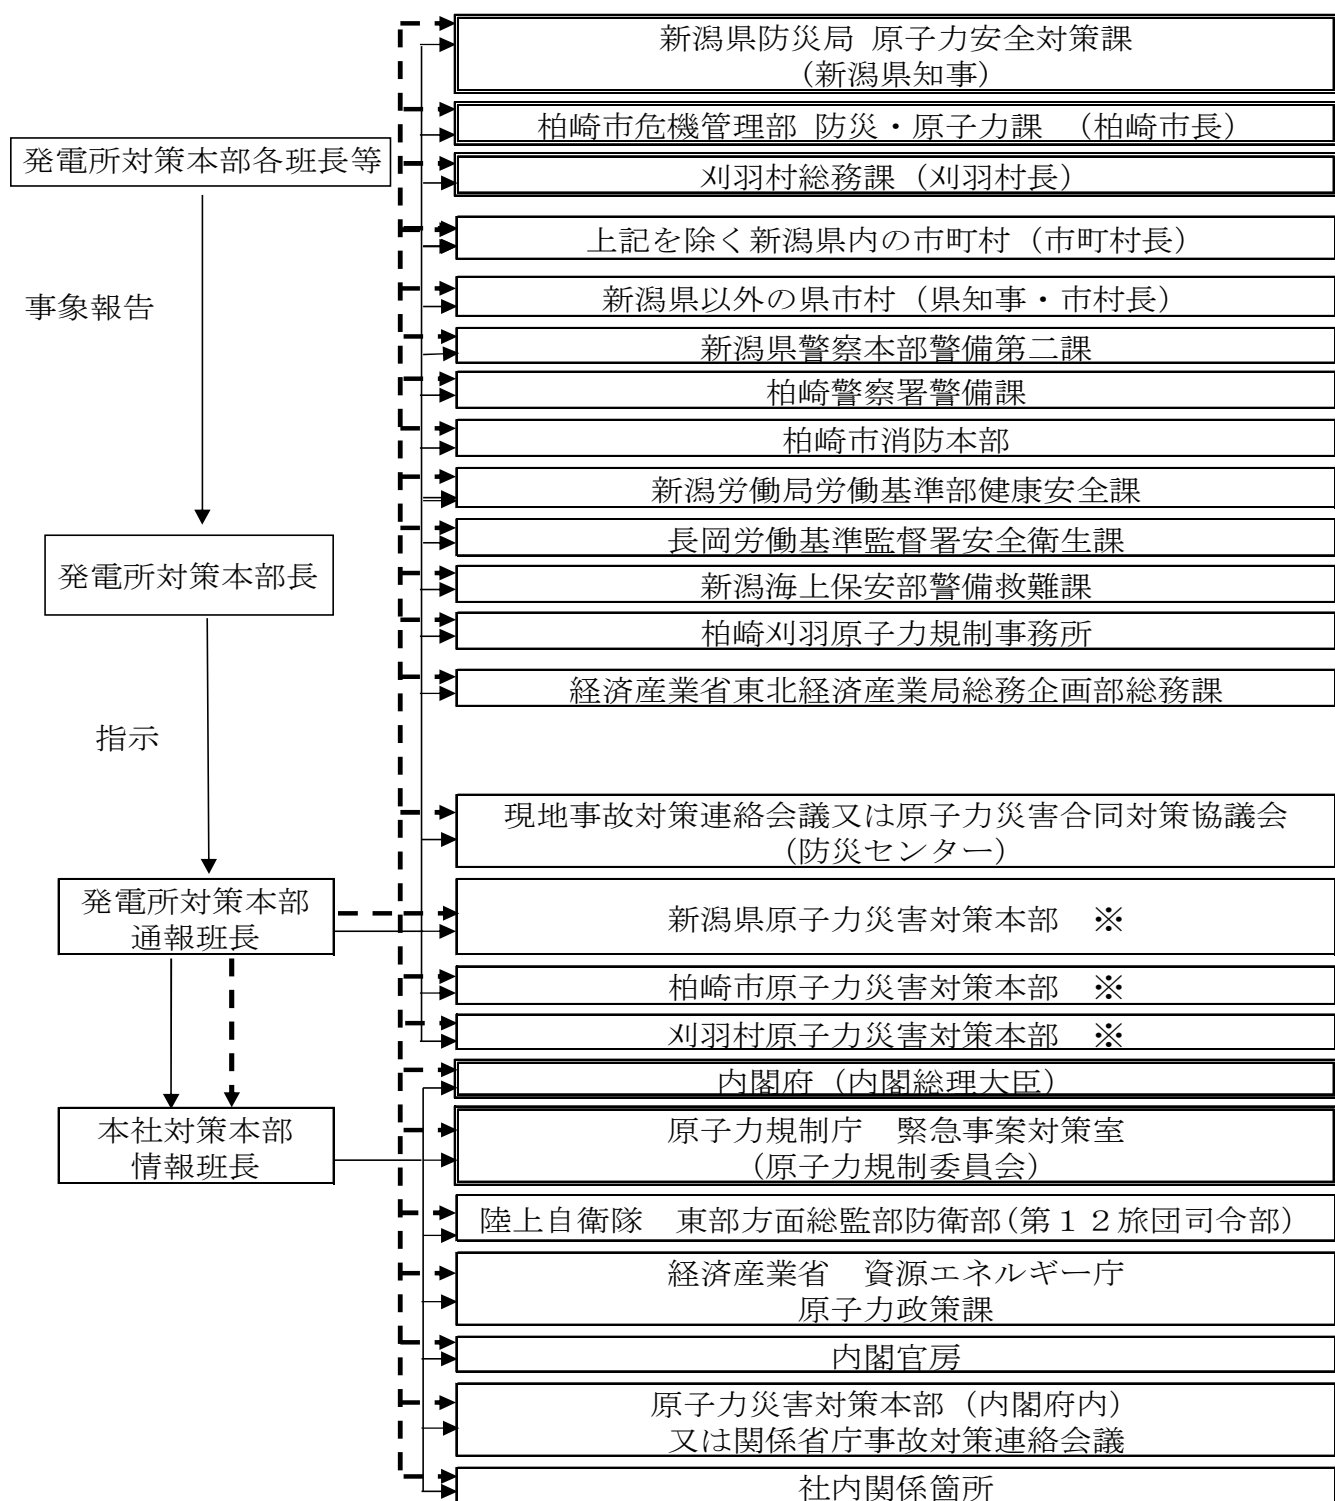 新潟県防災局 原子力安全対策課
(新潟県知事)
柏崎市危機管理部 防災・原子力課 (柏崎市長)
発電所対策本部各班長等
刈羽村総務課(刈羽村長)
上記を除く新潟県内の市町村(市町村長)
事象報告
新潟県以外の県市村(県知事・市村長)
新潟県警察本部警備第二課
柏崎警察署警備課
柏崎市消防本部
新潟労働局労働基準部健康安全課
長岡労働基準監督署安全衛生課
発電所対策本部長
新潟海上保安部警備救難課
柏崎刈羽原子力規制事務所
経済産業省東北経済産業局総務企画部総務課
指示
現地事故対策連絡会議又は原子力災害合同対策協議会
(防災センター)
発電所対策本部
通報班長
新潟県原子力災害対策本部 ※
柏崎市原子力災害対策本部 ※
刈羽村原子力災害対策本部 ※
内閣府(内閣総理大臣)
本社対策本部
情報班長
原子力規制庁 緊急事案対策室
(原子力規制委員会)
陸上自衛隊 東部方面総監部防衛部(第12旅団司令部)
経済産業省 資源エネルギー庁
原子力政策課
内閣官房
原子力災害対策本部(内閣府内)
又は関係省庁事故対策連絡会議
社内関係箇所